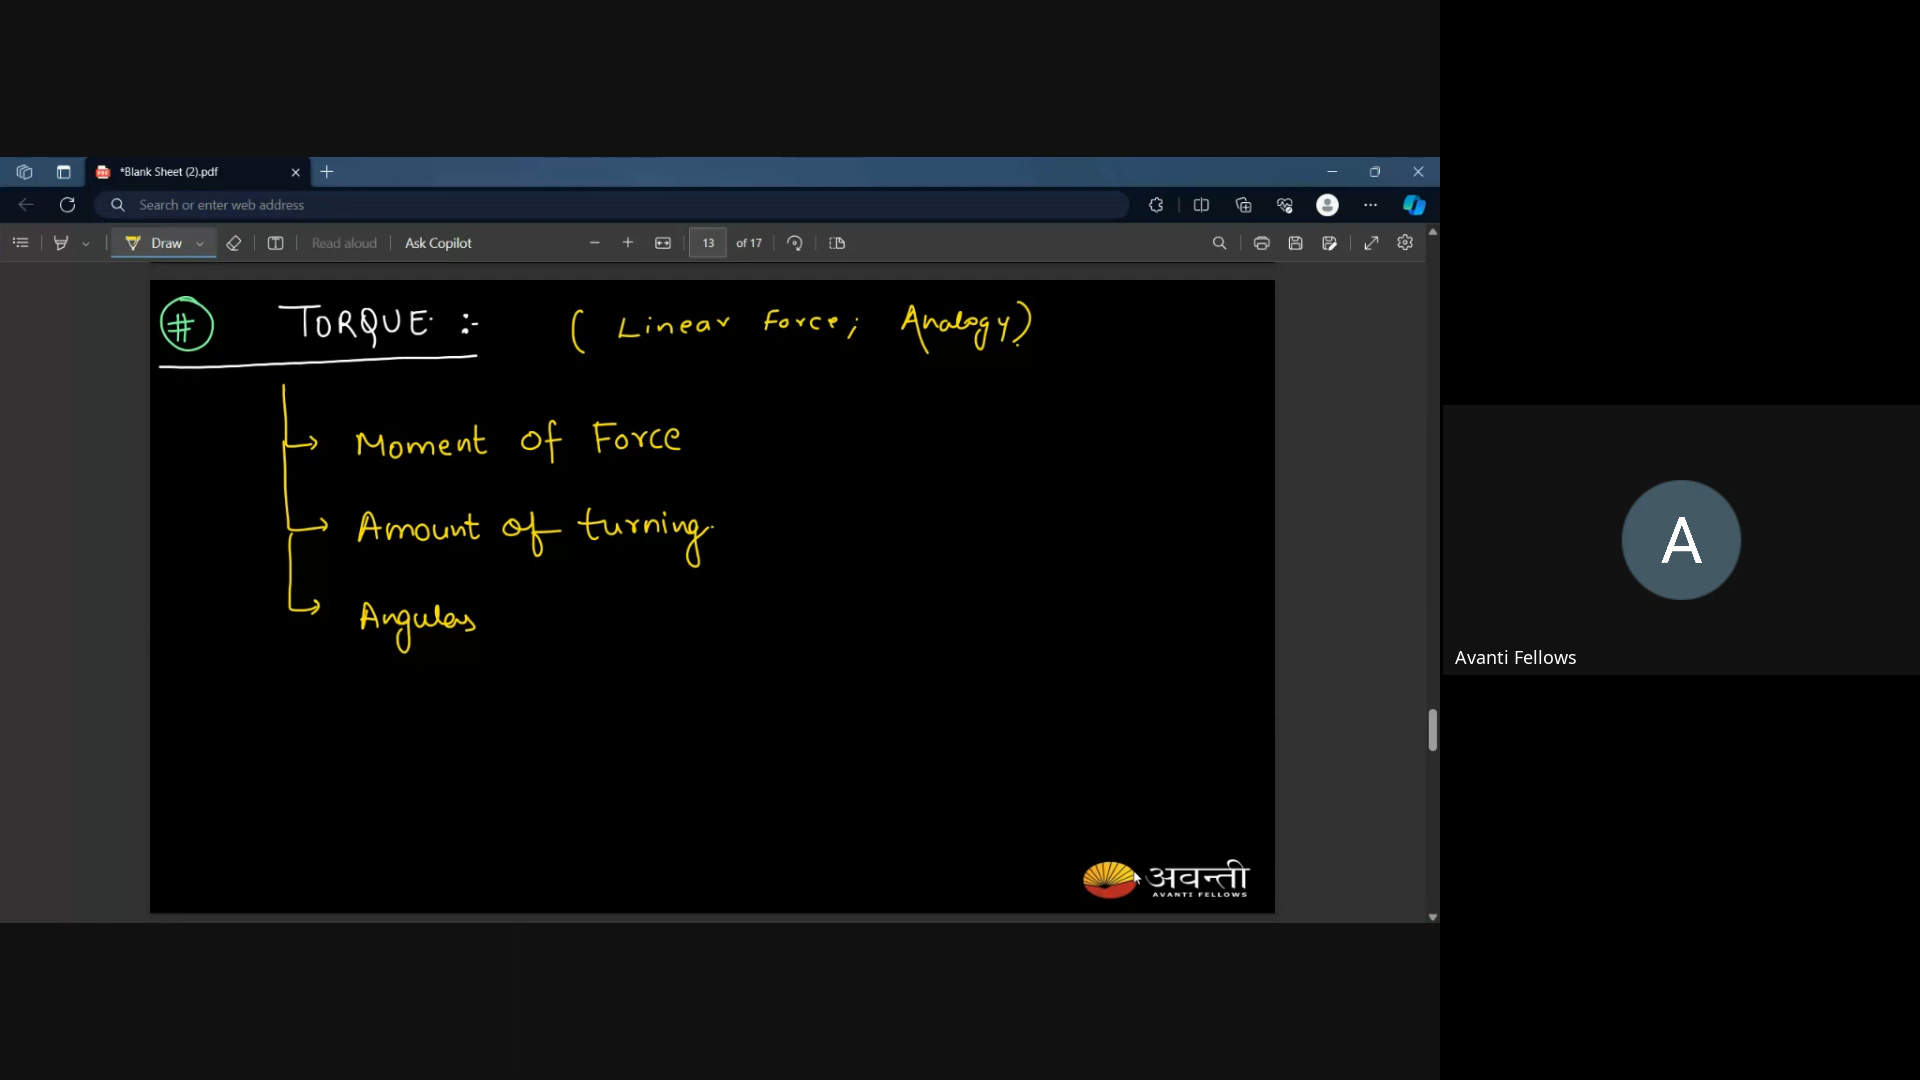 *Blank Sheet (2).pdf
Search or enter web address
Draw
Read aloud
Ask Copilot
13 of 17
# TORQUE :- ( Linear Force; Analogy)
Moment of Force
Amount of turning
Angular
A
Avanti Fellows
अवन्ती
AVANTI FELLOWS